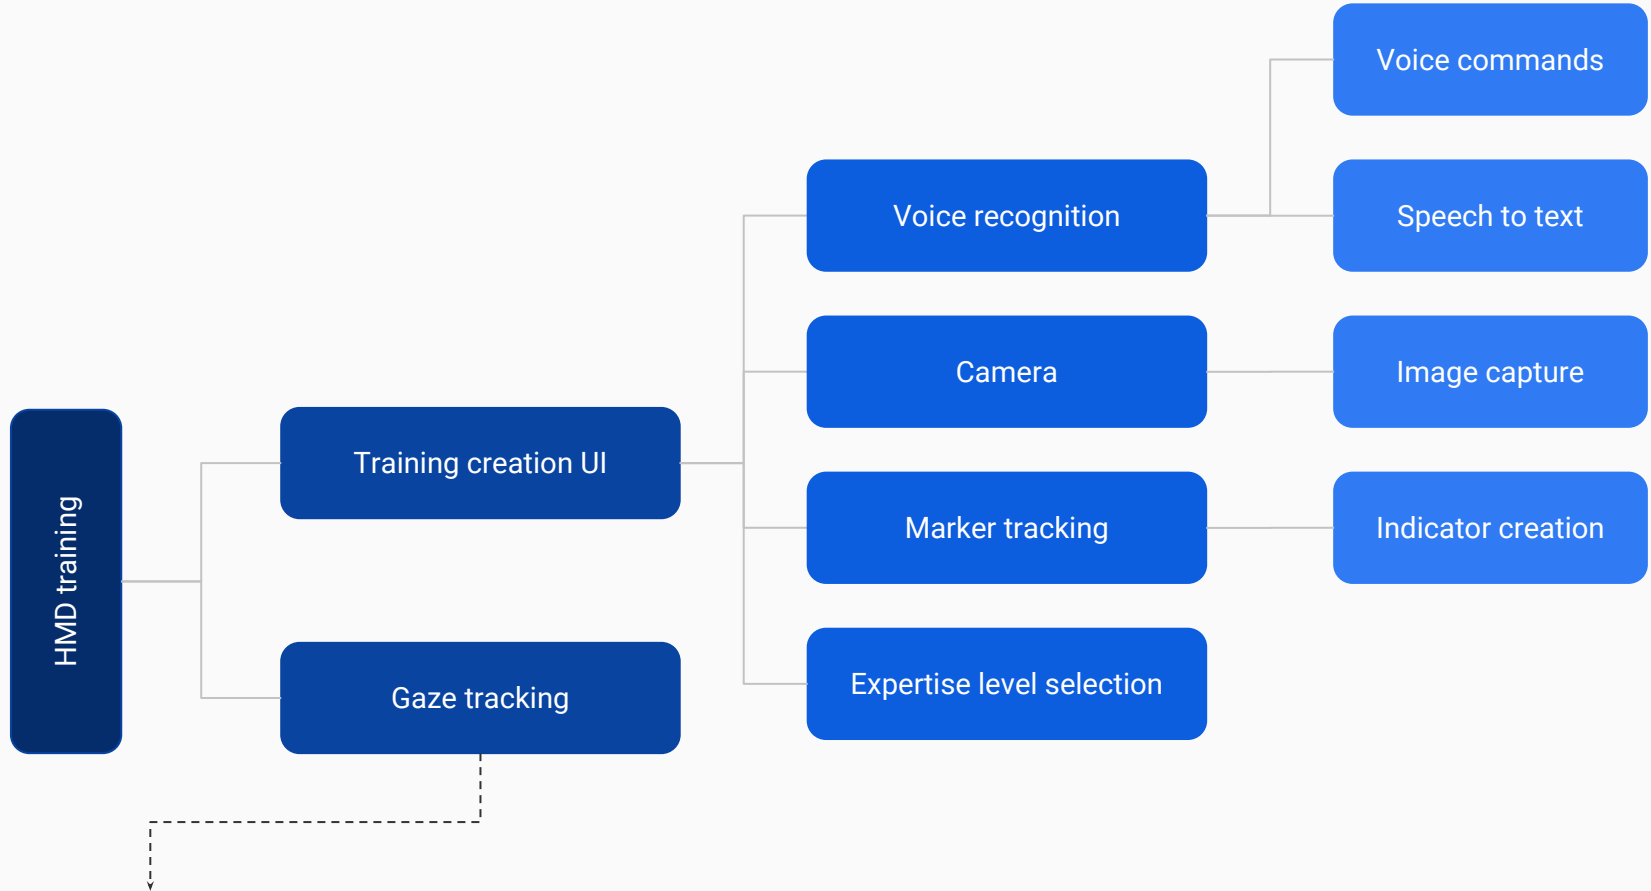 HMD training
Training creation UI
Gaze tracking
Voice recognition
Camera
Marker tracking
Expertise level selection
Voice commands
Speech to text
Image capture
Indicator creation